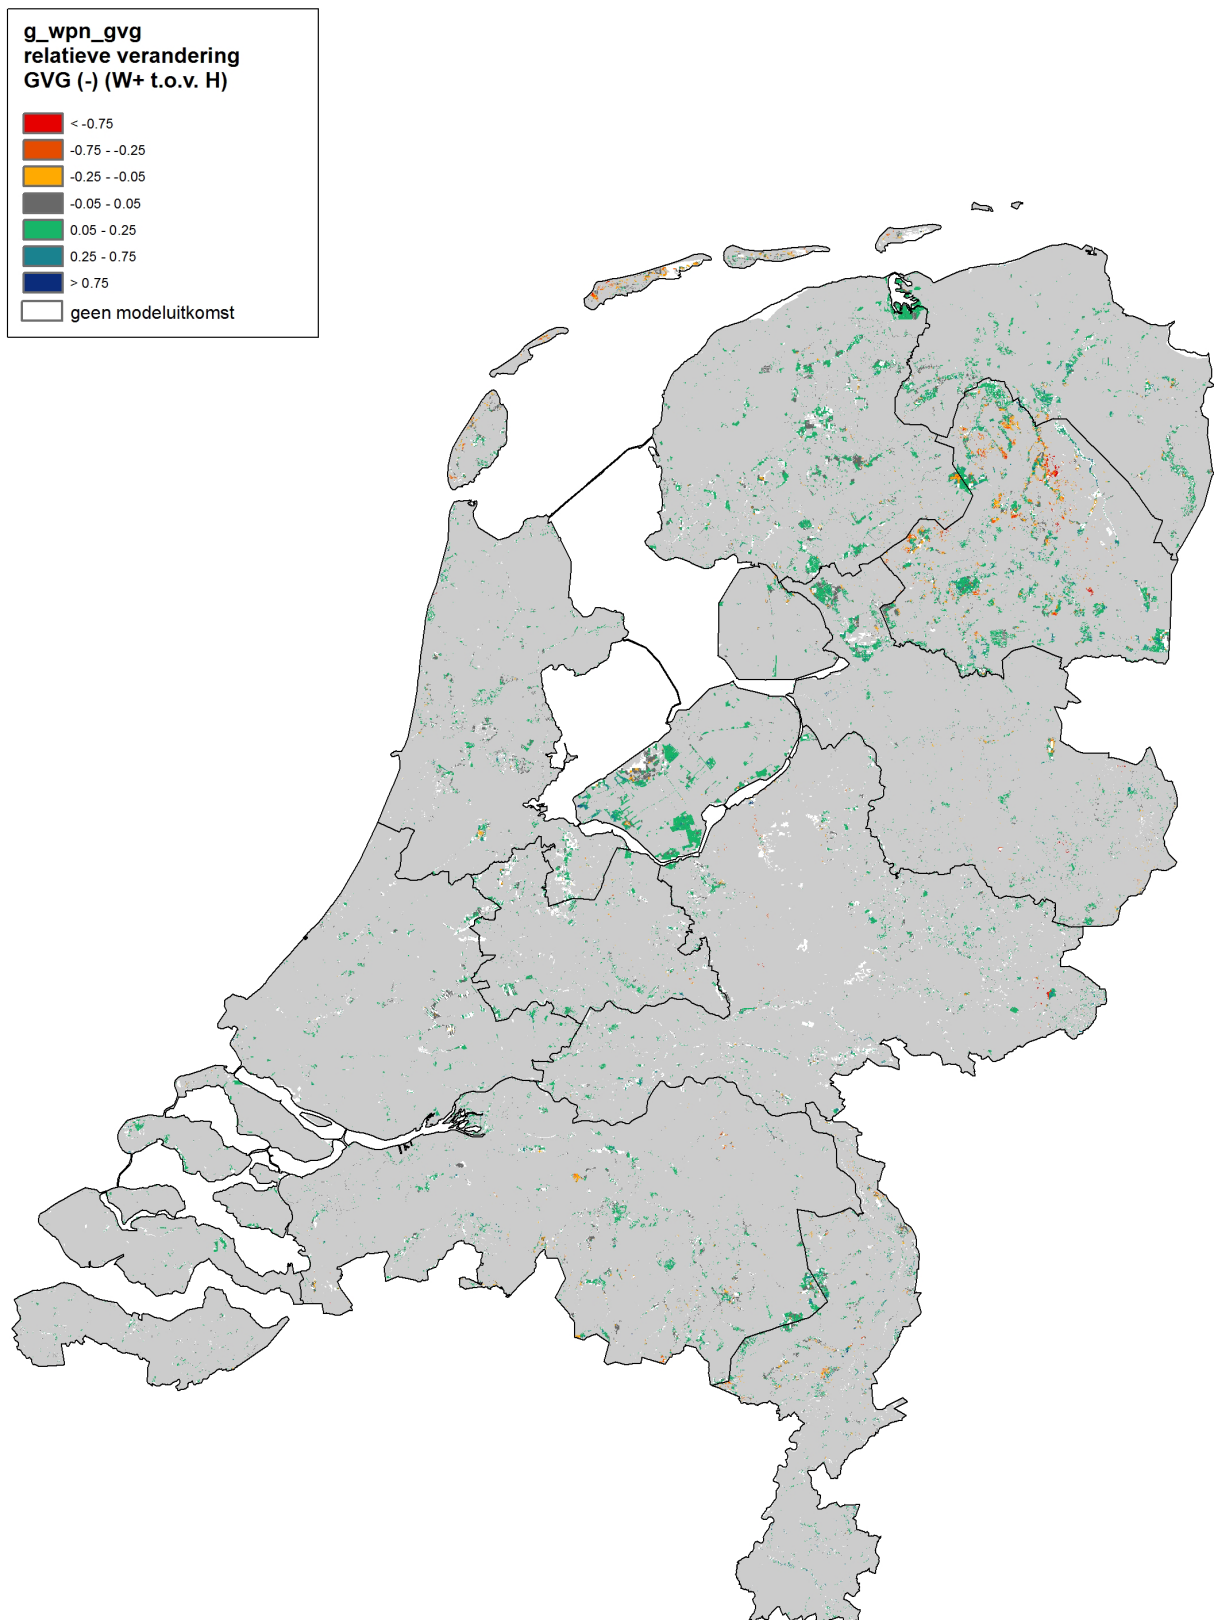 g_wpn_gvg
relatieve verandering
GVG (-) (W+ t.o.v. H)
< -0.75
-0.75 - -0.25
-0.25 - -0.05
-0.05 - 0.05
0.05 - 0.25
0.25 - 0.75
> 0.75
geen modeluitkomst